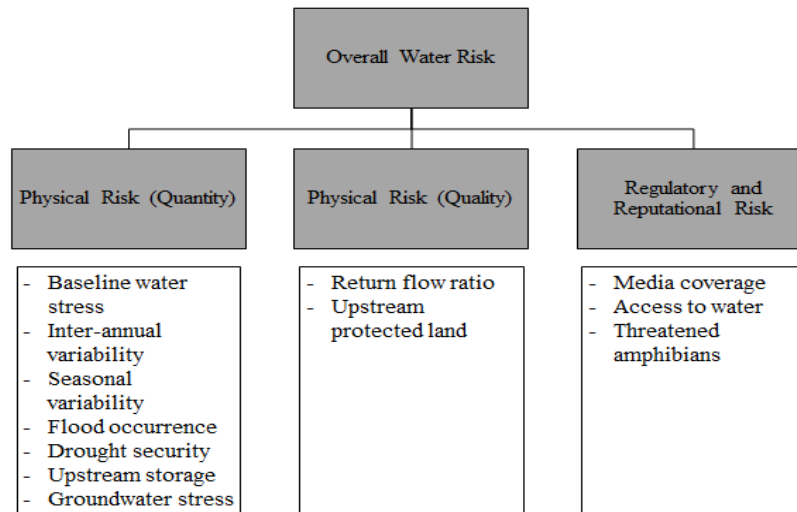 Overall Water Risk
Physical Risk (Quantity)
Physical Risk (Quality)
Regulatory and
Reputational Risk
- Baseline water
stress
- Inter-annual
variability
- Seasonal
variability
- Flood occurrence
- Drought security
- Upstream storage
- Groundwater stress
- Return flow ratio
- Upstream
protected land
- Media coverage
- Access to water
- Threatened
amphibians